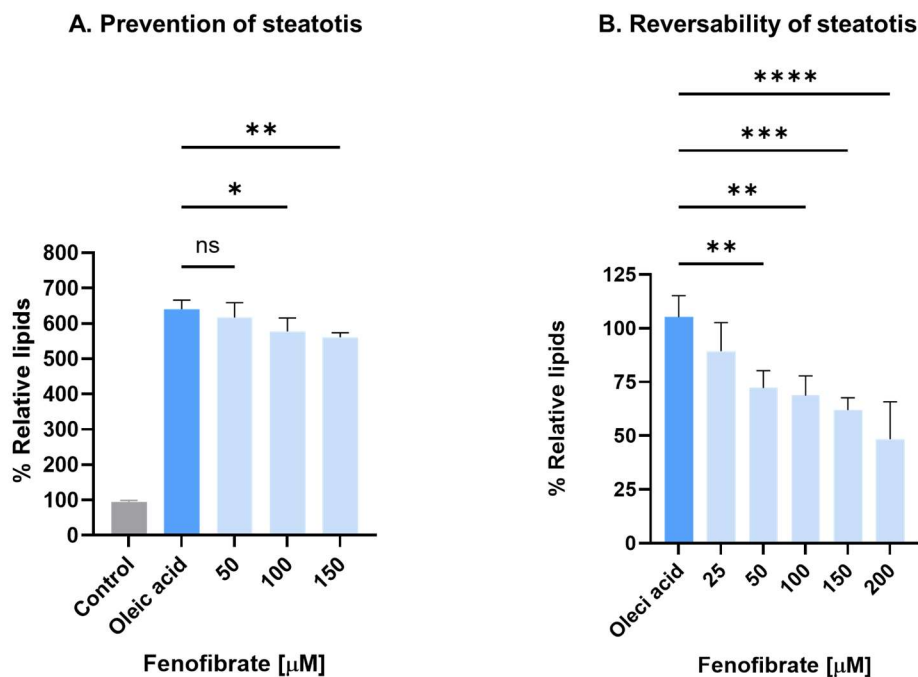 A. Prevention of steatotis
**
*
ns
% Relative lipids
800
700
600
500
400
300
200
100
0
Control
Oleic acid
50
100
150
Fenofibrate [μM]
B. Reversability of steatotis
****
***
**
**
% Relative lipids
125
100
75
50
25
0
Oleci acid
25
50
100
150
200
Fenofibrate [μM]